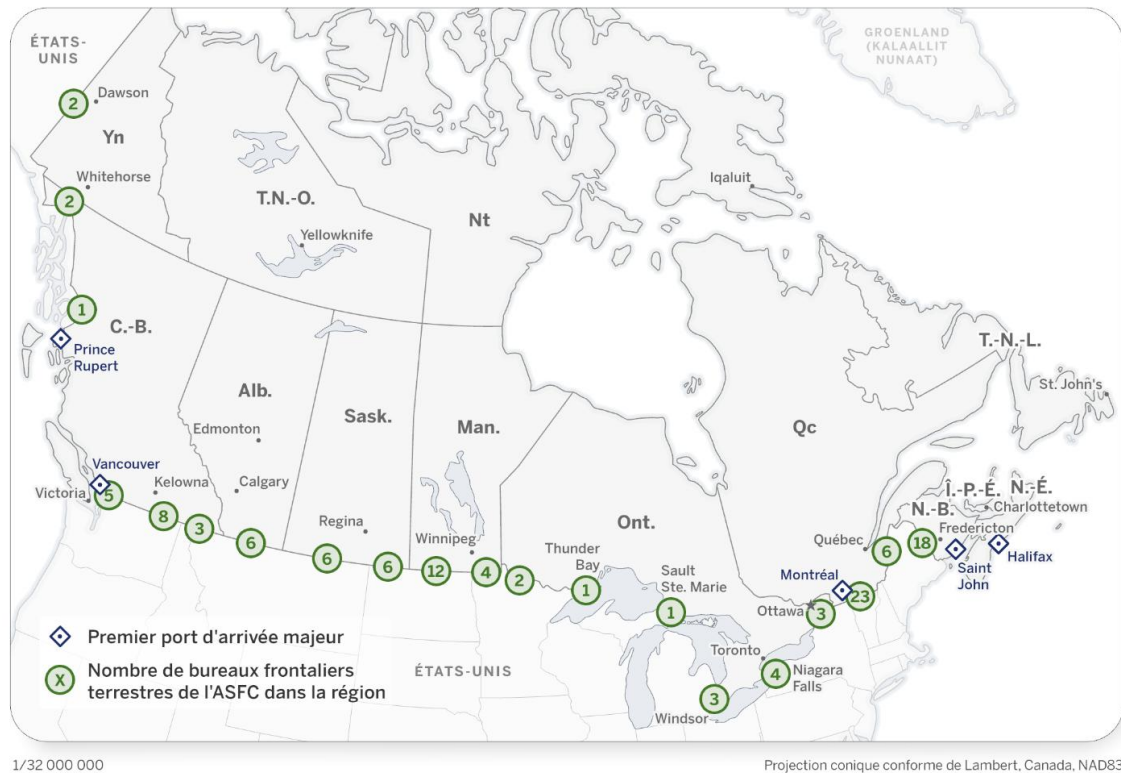 ÉTATS-
UNIS
GROENLAND
(KALAALLIT
NUNAAT)
Dawson
2
Yn
Whitehorse
2
T.N.-O.
Yellowknife
Nt
Iqaluit
1
C.-B.
Prince
Rupert
T.-N.-L.
St. John's
Alb.
Edmonton
Sask.
Man.
Qc
Vancouver
Victoria
5
Kelowna
Calgary
8
3
6
Regina
6
6
Winnipeg
12
4
2
Ont.
Thunder
Bay
1
Sault
Ste. Marie
1
Î.-P.-É.
N.-É.
Charlottetown
N.-B.
Fredericton
Québec
6
18
Saint
John
Halifax
Montréal
Ottawa
3
23
Toronto
4
Niagara
Falls
3
Windsor
ÉTATS-UNIS
Premier port d'arrivée majeur
X
Nombre de bureaux frontaliers
terrestres de l'ASFC dans la région
1/32 000 000
Projection conique conforme de Lambert, Canada, NAD83